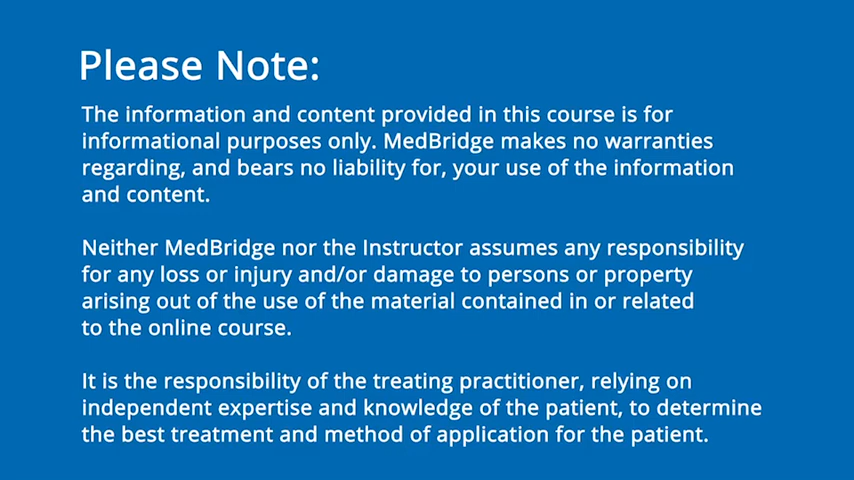 Please Note:
The information and content provided in this course is for
informational purposes only. MedBridge makes no warranties
regarding, and bears no liability for, your use of the information
and content.
Neither MedBridge nor the Instructor assumes any responsibility
for any loss or injury and/or damage to persons or property
arising out of the use of the material contained in or related
to the online course.
It is the responsibility of the treating practitioner, relying on
independent expertise and knowledge of the patient, to determine
the best treatment and method of application for the patient.